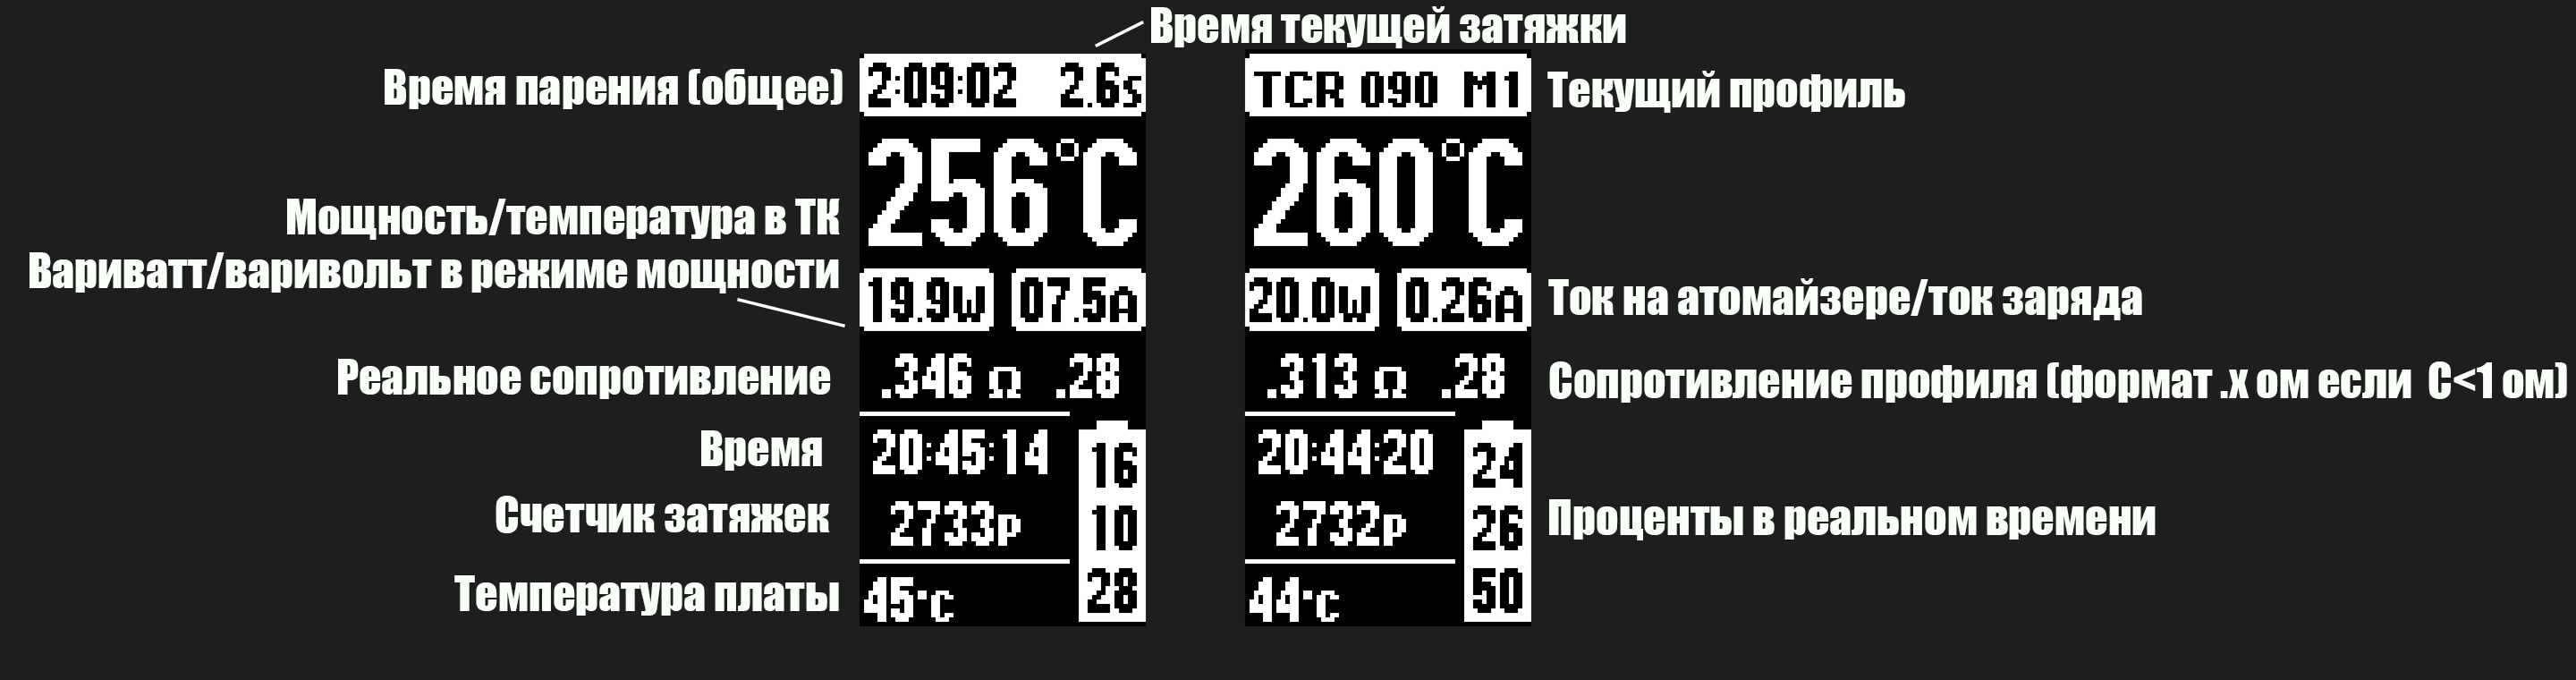 Время текущей затяжки
Время парения (общее)
2:09:02 2.6s
TCR 090 M1
Текущий профиль
256°C
260°C
Мощность/температура в ТК
Вариватт/варивольт в режиме мощности
19.9W 07.5A
20.0W 0.26A
Ток на атомайзере/ток заряда
Реальное сопротивление
.346 Ω .28
.313 Ω .28
Сопротивление профиля (формат .х ом если С<1 ом)
Время
20:45:14
16
20:44:20
24
Счетчик затяжек
2733P
10
2732P
26
Проценты в реальном времени
Температура платы
45°C
28
44°C
50